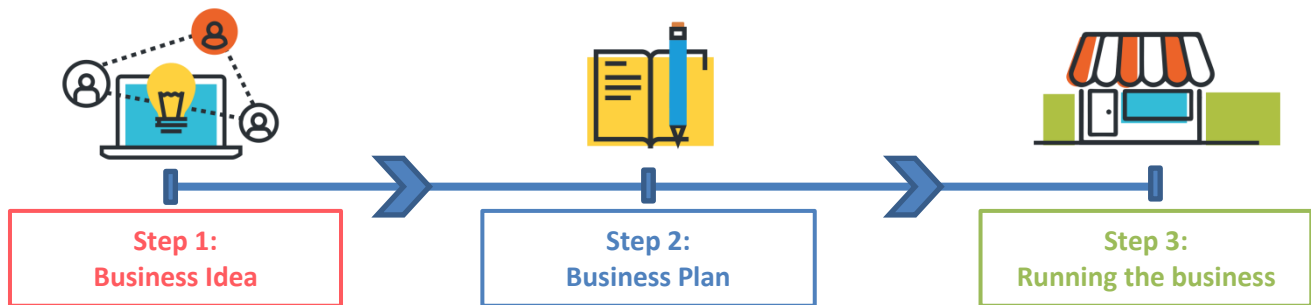 Step 1:
Business Idea
Step 2:
Business Plan
Step 3:
Running the business